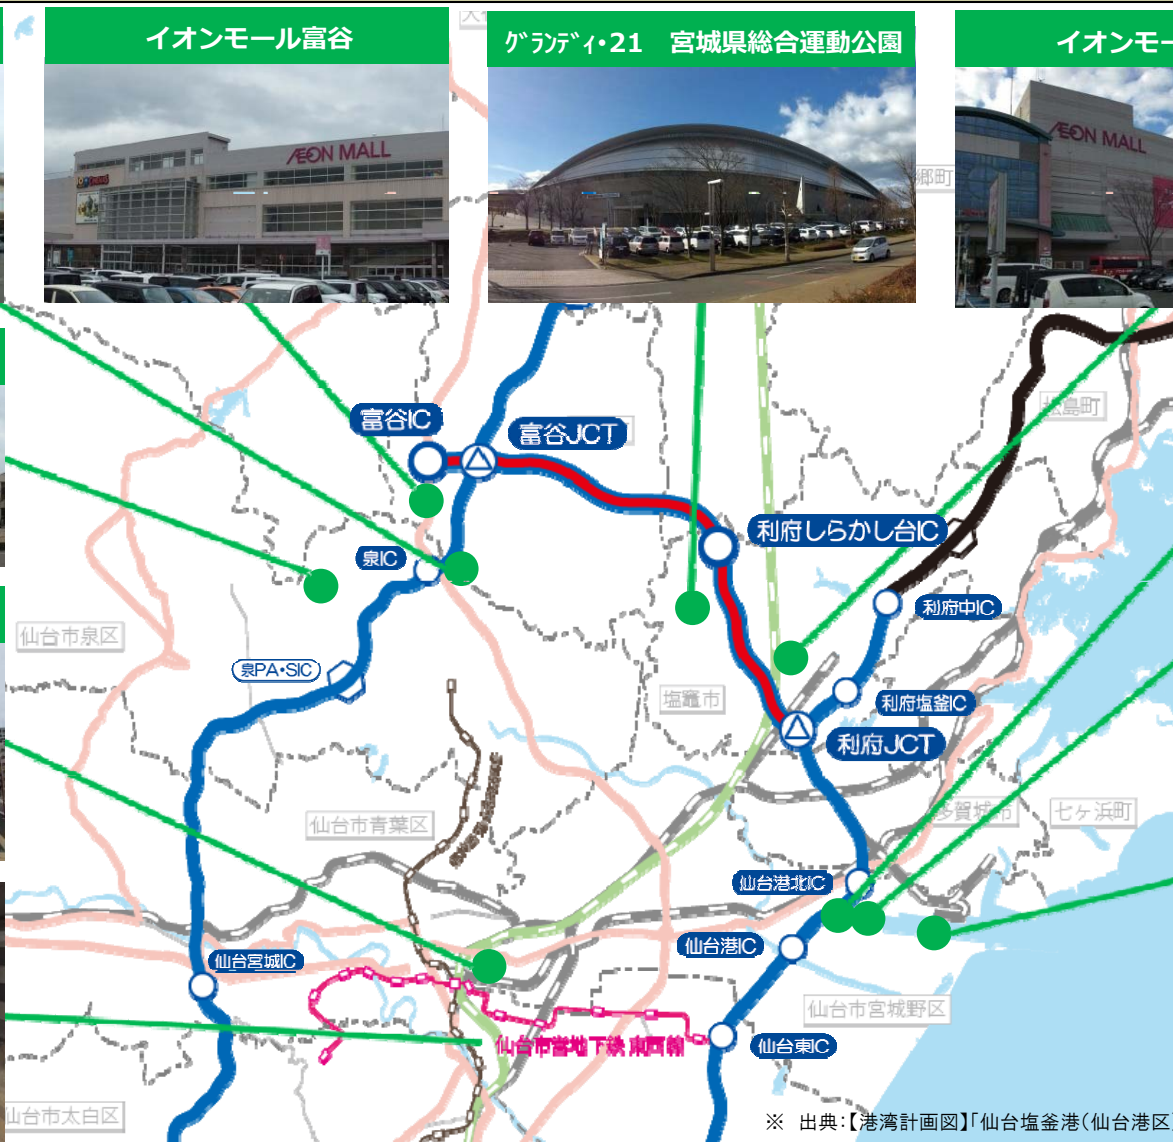 イオンモール富谷
グランディ・21 宮城県総合運動公園
イオンモー
ÆON MALL
ÆON MALL
郷町
松島町
富谷IC
富谷JCT
利府しらかし台IC
泉IC
利府中IC
仙台市泉区
泉PA・SIC
塩竈市
利府塩釜IC
利府JCT
仙台市青葉区
多賀城市
七ヶ浜町
仙台港北IC
仙台港IC
仙台宮城IC
仙台市宮城野区
仙台市営地下鉄 東西線
仙台東IC
仙台市太白区
※ 出典：【港湾計画図】「仙台塩釜港（仙台港区